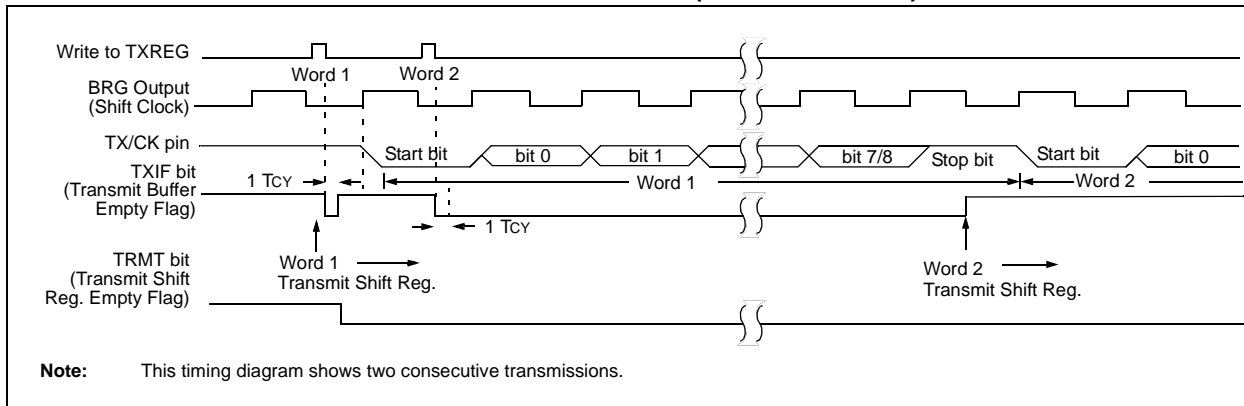 Write to TXREG
Word 1
Word 2
BRG Output
(Shift Clock)
TX/CK pin
Start bit
bit 0
bit 1
bit 7/8
Stop bit
Start bit
bit 0
TXIF bit
(Transmit Buffer
Empty Flag)
1 TCY
Word 1
Word 2
1 TCY
TRMT bit
(Transmit Shift
Reg. Empty Flag)
Word 1
Transmit Shift Reg.
Word 2
Transmit Shift Reg.
Note: This timing diagram shows two consecutive transmissions.